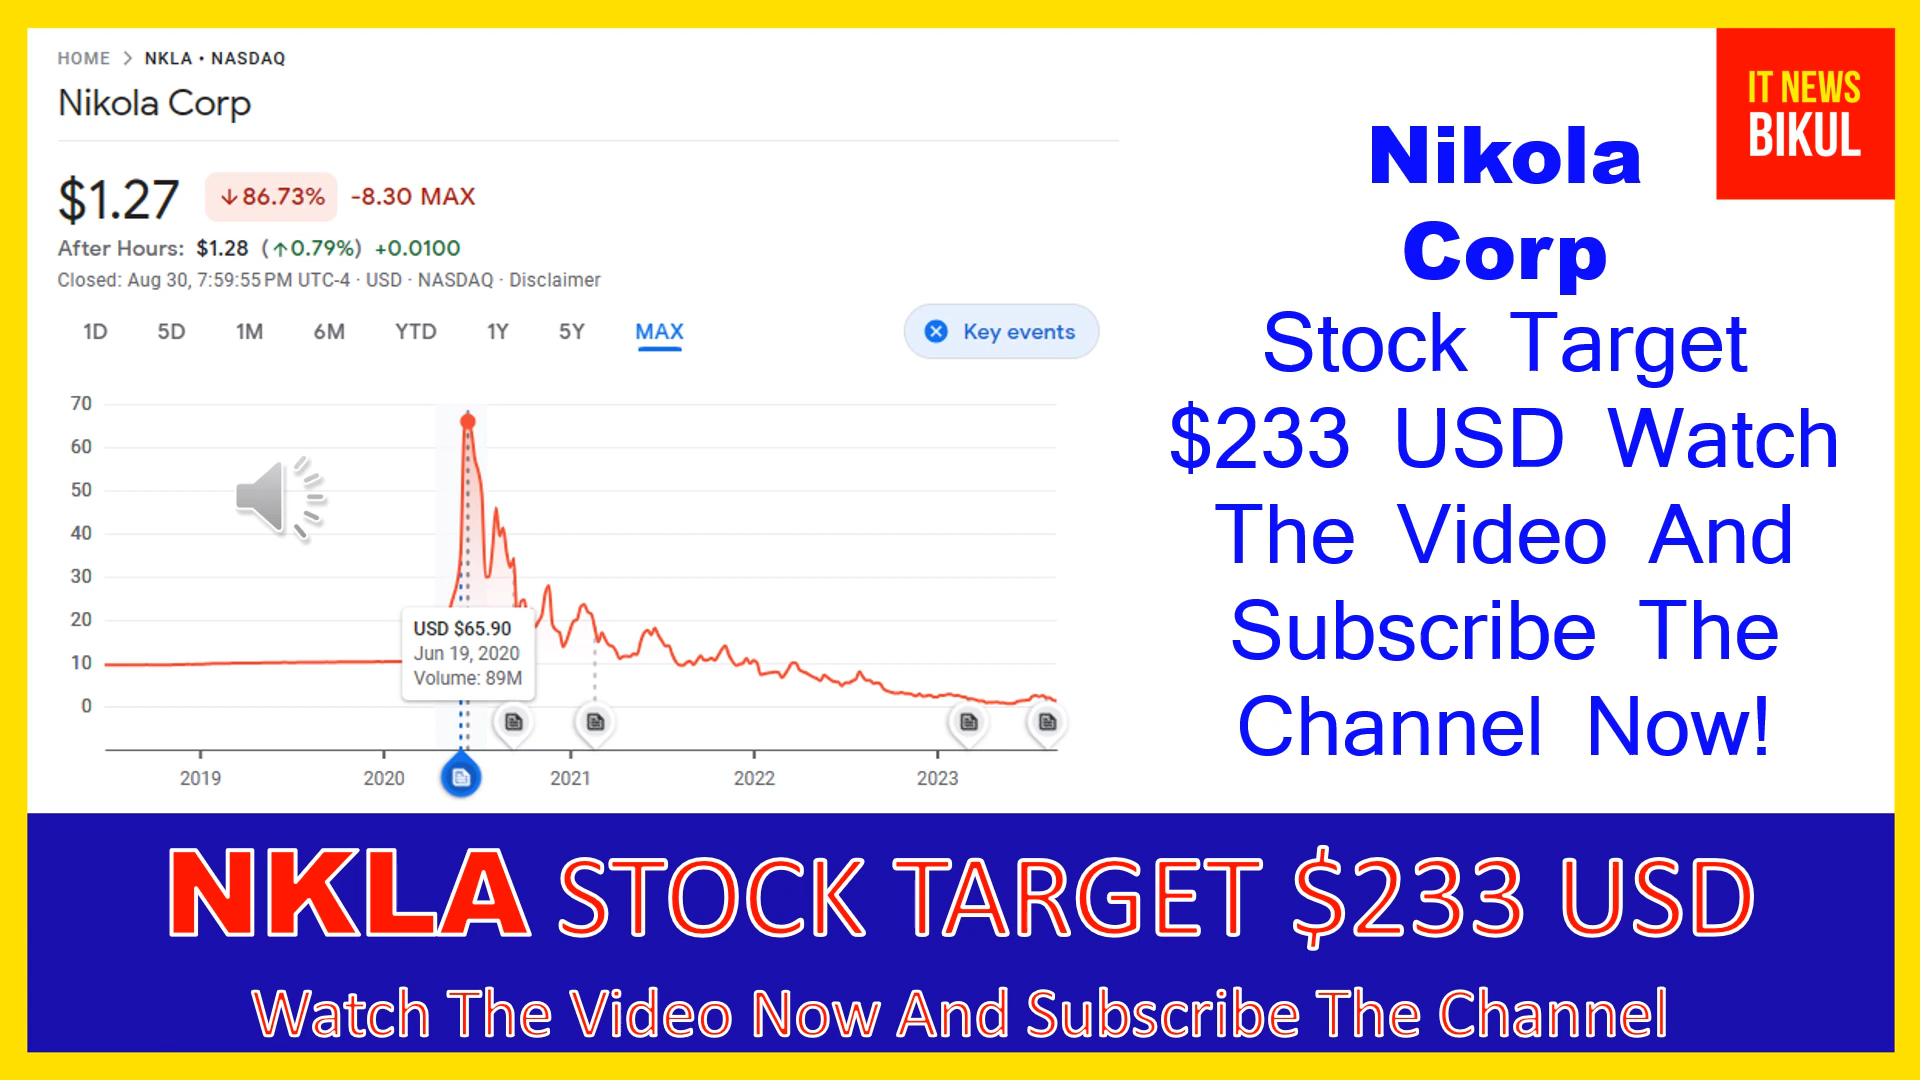 HOME > NKLA • NASDAQ
Nikola Corp
$1.27 ↓86.73% -8.30 MAX
After Hours: $1.28 (↑0.79%) +0.0100
Closed: Aug 30, 7:59:55 PM UTC-4 · USD · NASDAQ · Disclaimer
1D 5D 1M 6M YTD 1Y 5Y MAX
Key events
70
60
50
40
30
20
10
0
USD $65.90
Jun 19, 2020
Volume: 89M
2019 2020 2021 2022 2023
IT NEWS
BIKUL
Nikola
Corp
Stock Target
$233 USD Watch
The Video And
Subscribe The
Channel Now!
NKLA STOCK TARGET $233 USD
Watch The Video Now And Subscribe The Channel